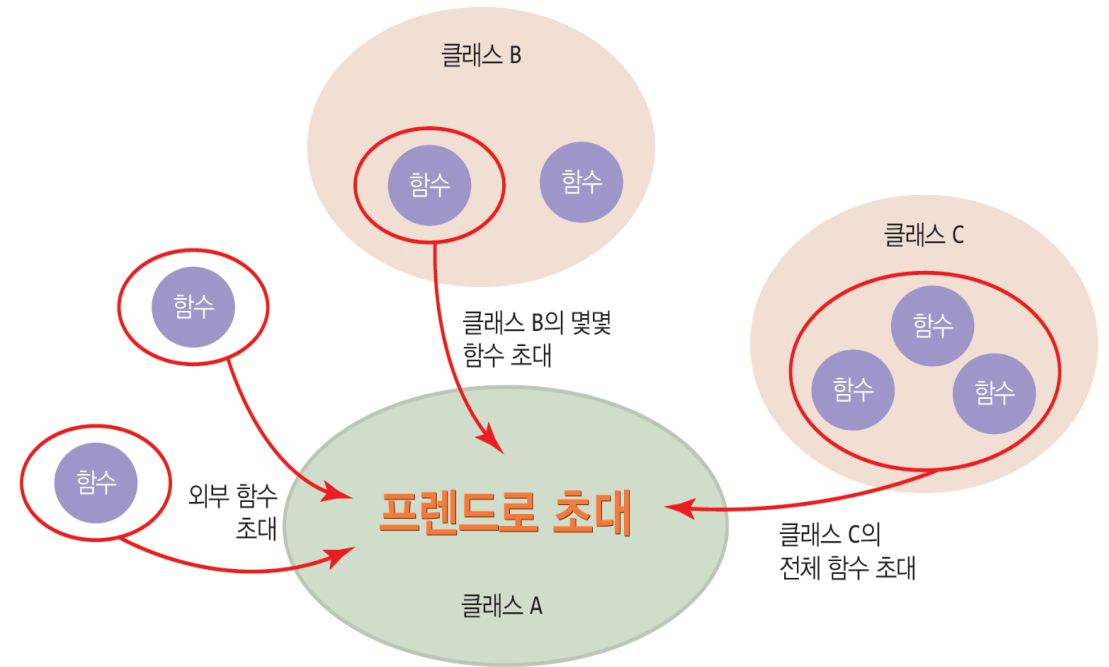 클래스 B
함수
함수
클래스 C
함수
함수
함수
함수
클래스 B의 몇몇
함수 초대
함수
외부 함수
초대
프렌드로 초대
클래스 C의
전체 함수 초대
클래스 A